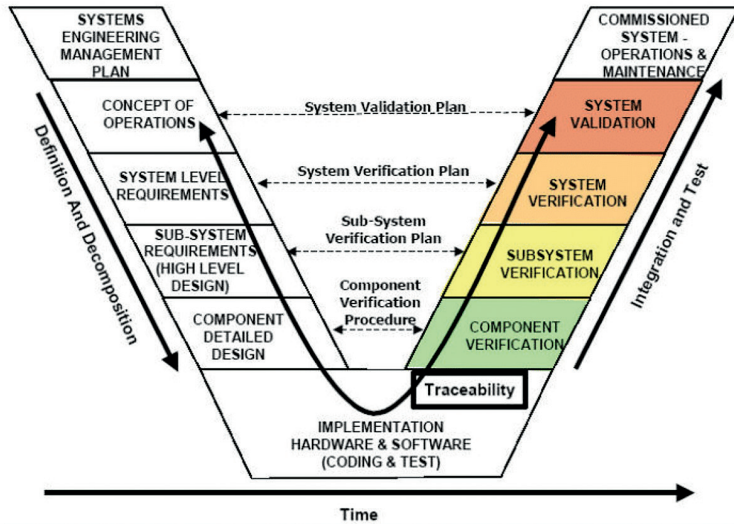 SYSTEMS
ENGINEERING
MANAGEMENT
PLAN
COMMISSIONED
SYSTEM -
OPERATIONS &
MAINTENANCE
CONCEPT OF
OPERATIONS
System Validation Plan
SYSTEM
VALIDATION
SYSTEM LEVEL
REQUIREMENTS
System Verification Plan
SYSTEM
VERIFICATION
SUB-SYSTEM
REQUIREMENTS
(HIGH LEVEL
DESIGN)
Sub-System
Verification Plan
SUBSYSTEM
VERIFICATION
COMPONENT
DETAILED
DESIGN
Component
Verification
Procedure
COMPONENT
VERIFICATION
Definition And Decomposition
Integration and Test
Traceability
IMPLEMENTATION
HARDWARE & SOFTWARE
(CODING & TEST)
Time